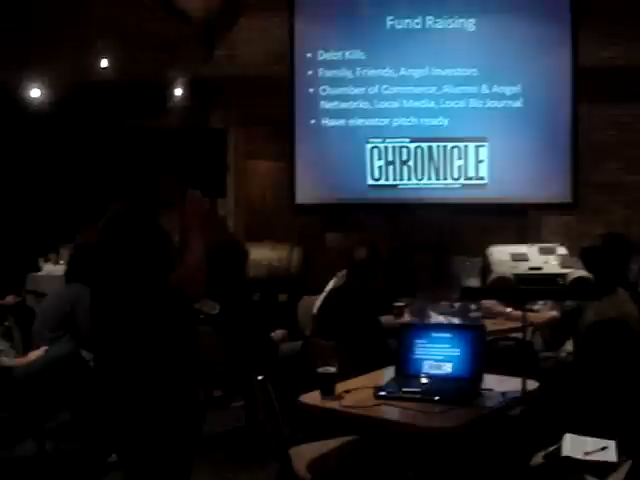 Fund Raising
• Debt Kills
• Family, Friends, Angel Investors
• Chamber of Commerce, Alumni & Angel
Networks, Local Media, Local Biz Journal
• Have elevator pitch ready
CHRONICLE